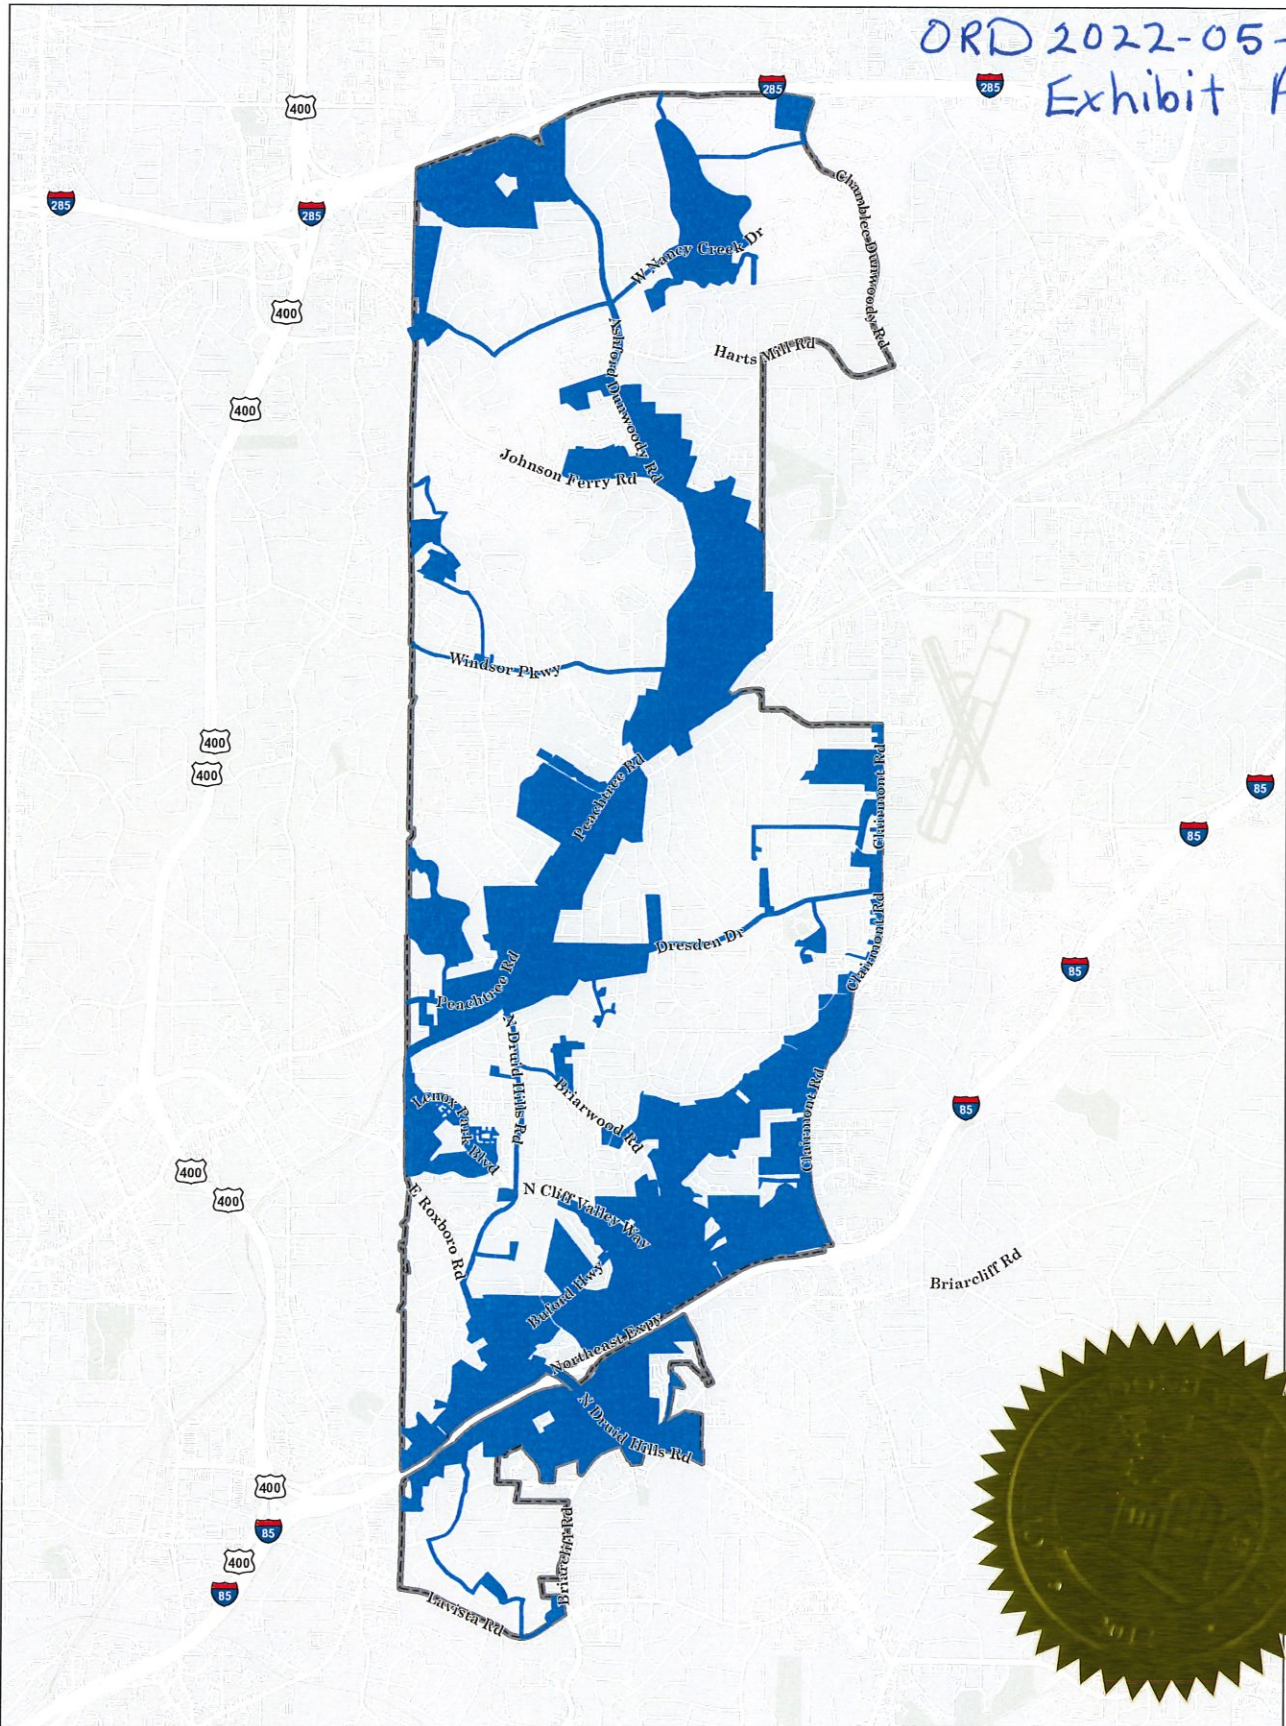 ORD 2022-05-
Exhibit A
285
285
400
285
285
Chamblee Dunwoody Rd
W Nancy Creek Dr
400
Ashford Dunwoody Rd
Harts Mill Rd
400
Johnson Ferry Rd
Windsor Pkwy
400
400
Peachtree Rd
Clairmont Rd
85
85
Clairmont Rd
Dresden Dr
Peachtree Rd
85
N Druid Hills Rd
Lenox Park Blvd
Briarwood Rd
Clairmont Rd
85
400
400
E Roxboro Rd
N Cliff Valley Way
Buford Hwy
Briarcliff Rd
Northeast Expy
N Druid Hills Rd
400
85
Briarcliff Rd
400
85
Lavista Rd